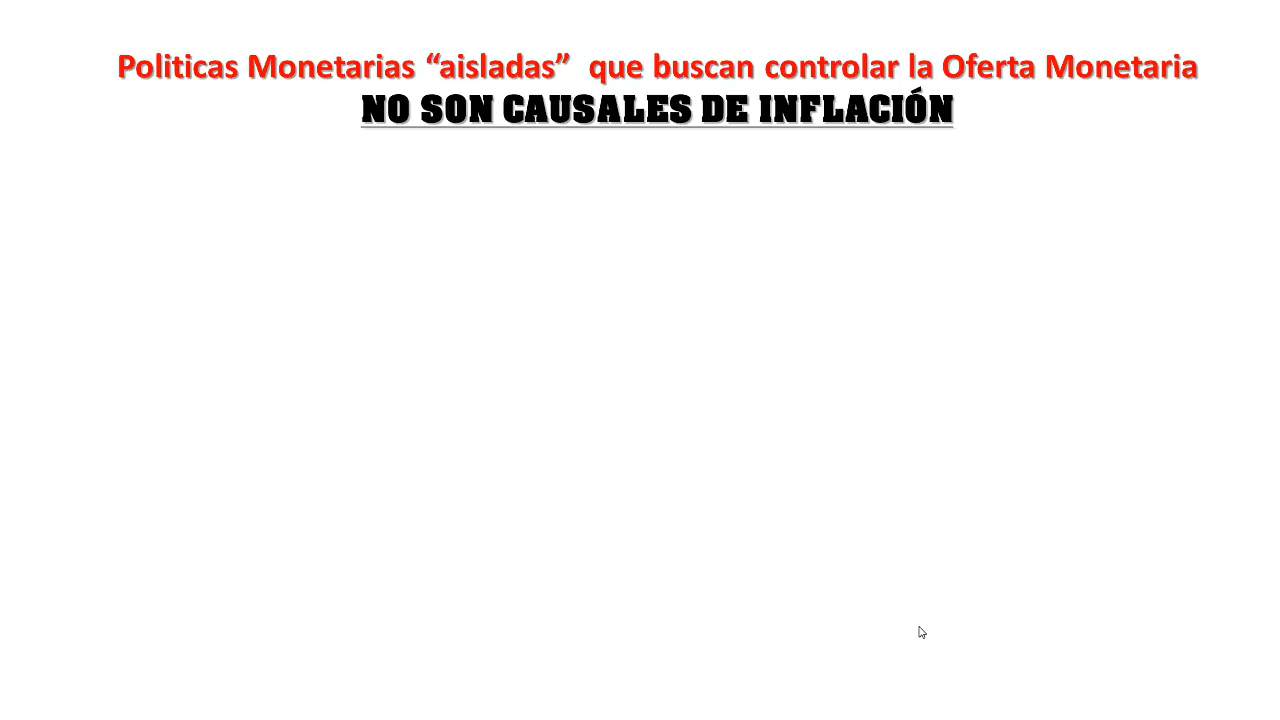 Politicas Monetarias “aisladas” que buscan controlar la Oferta Monetaria
NO SON CAUSALES DE INFLACIÓN